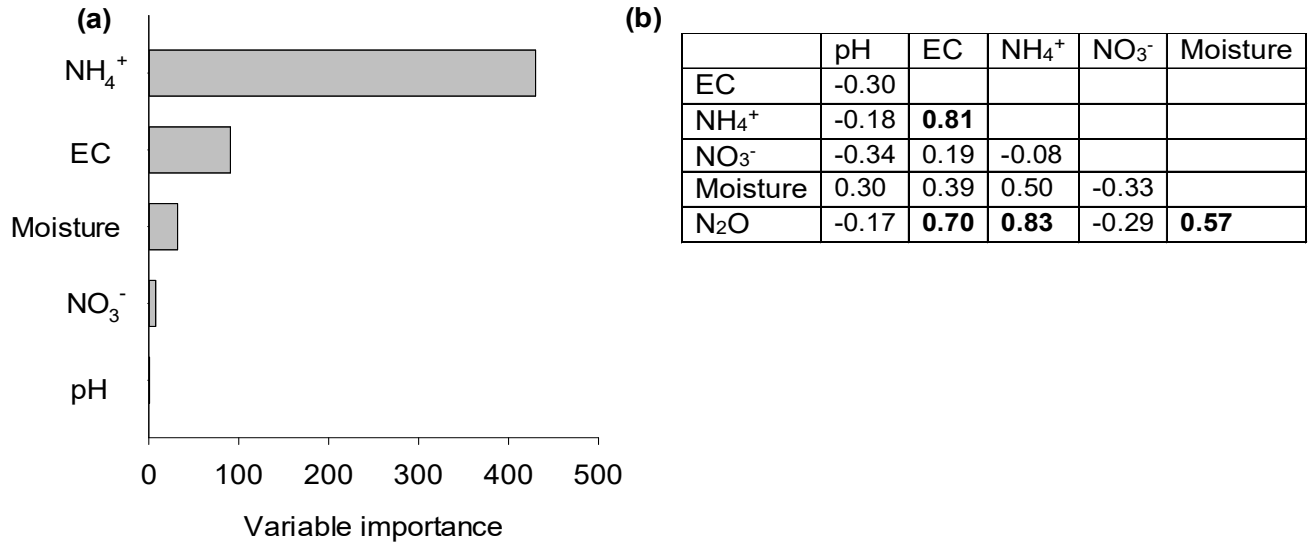 (a)
NH₄⁺
EC
Moisture
NO₃⁻
pH
0 100 200 300 400 500
Variable importance
(b)
pH EC NH₄⁺ NO₃⁻ Moisture
EC -0.30
NH₄⁺ -0.18 0.81
NO₃⁻ -0.34 0.19 -0.08
Moisture 0.30 0.39 0.50 -0.33
N₂O -0.17 0.70 0.83 -0.29 0.57